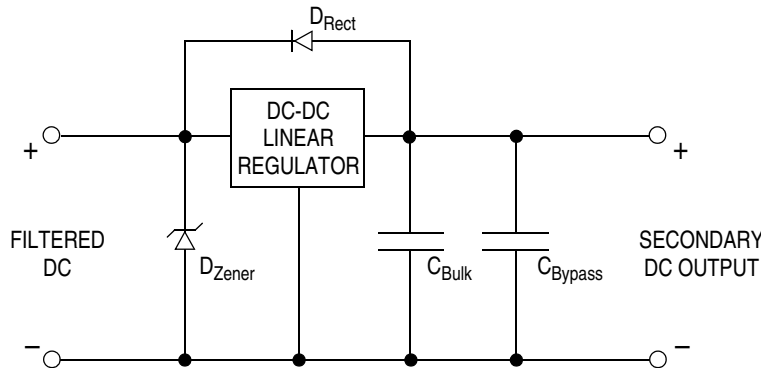 D_Rect
DC-DC
LINEAR
REGULATOR
+
+
FILTERED
DC
D_Zener
C_Bulk
C_Bypass
SECONDARY
DC OUTPUT
−
−